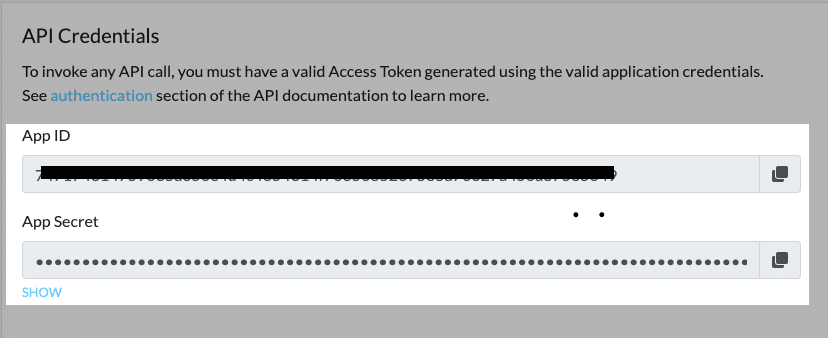 API Credentials
To invoke any API call, you must have a valid Access Token generated using the valid application credentials.
See authentication section of the API documentation to learn more.
App ID
App Secret
••••••••••••••••••••••••••••••••••••••••••••••••••••••••••••••••
SHOW